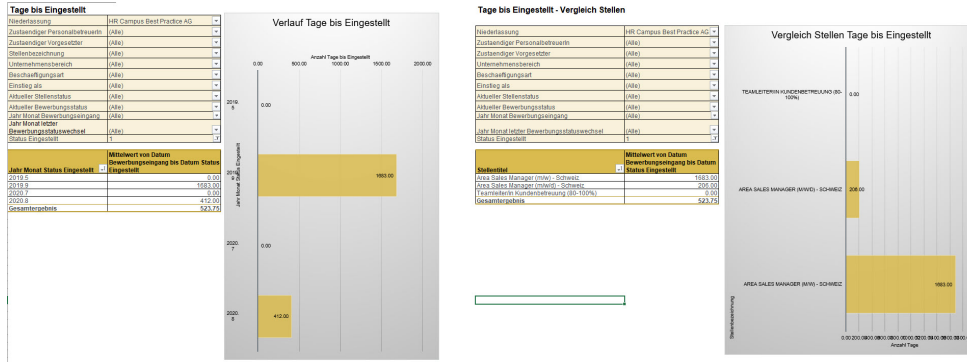 Tage bis Eingestellt
Niederlassung HR Campus Best Practice AG
Zustaendiger PersonalbetreuerIn (Alle)
Zustaendiger Vorgesetzter (Alle)
Stellenbezeichnung (Alle)
Unternehmensbereich (Alle)
Beschaeftigungsart (Alle)
Einstieg als (Alle)
Aktueller Stellenstatus (Alle)
Aktueller Bewerbungsstatus (Alle)
Jahr Monat Bewerbungseingang (Alle)
Jahr Monat letzter
Bewerbungsstatuswechsel (Alle)
Status Eingestellt 1
Mittelwert von Datum
Bewerbungseingang bis Datum Status
Jahr Monat Status Eingestellt Eingestellt
2019.5 0.00
2019.9 1683.00
2020.7 0.00
2020.8 412.00
Gesamtergebnis 523.75
Verlauf Tage bis Eingestellt
Anzahl Tage bis Eingestellt
0.00 500.00 1000.00 1500.00 2000.00
Jahr Monat Status Eingestellt
2019.
5
0.00
2019.
9
1683.00
2020.
7
0.00
2020.
8
412.00
Tage bis Eingestellt - Vergleich Stellen
Niederlassung HR Campus Best Practice AG
Zustaendiger PersonalbetreuerIn (Alle)
Zustaendiger Vorgesetzter (Alle)
Stellenbezeichnung (Alle)
Unternehmensbereich (Alle)
Beschaeftigungsart (Alle)
Einstieg als (Alle)
Aktueller Stellenstatus (Alle)
Aktueller Bewerbungsstatus (Alle)
Jahr Monat Bewerbungseingang (Alle)
Jahr Monat letzter Bewerbungsstatuswechsel (Alle)
Status Eingestellt 1
Mittelwert von Datum
Bewerbungseingang bis Datum
Stellentitel Status Eingestellt
Area Sales Manager (m/w) - Schweiz 1683.00
Area Sales Manager (m/w/d) - Schweiz 206.00
Teamleiter/in Kundenbetreuung (80-100%) 0.00
Gesamtergebnis 523.75
Vergleich Stellen Tage bis Eingestellt
TEAMLEITER/IN KUNDENBETREUUNG (80-
100%)
0.00
AREA SALES MANAGER (M/W/D) - SCHWEIZ
206.00
AREA SALES MANAGER (M/W) - SCHWEIZ
1683.00
Stellenbezeichnung
0.00
Anzahl Tage